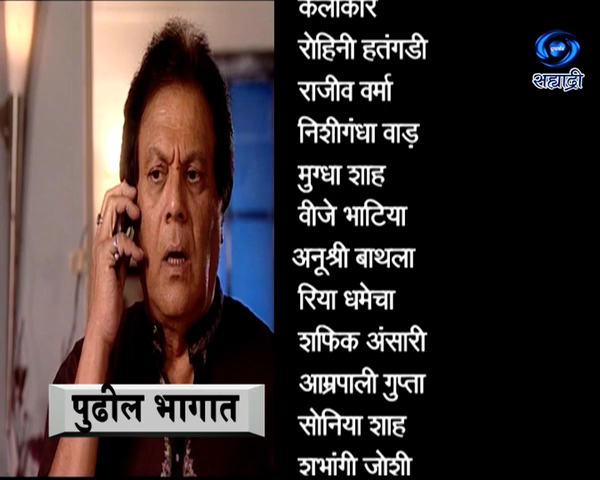 कलाकार
रोहिनी हतंगडी
राजीव वर्मा
निशीगंधा वाड़
मुग्धा शाह
वीजे भाटिया
अनूश्री बाथला
रिया धमेचा
शफिक अंसारी
आम्रपाली गुप्ता
सोनिया शाह
शुभांगी जोशी
सह्याद्री
पुढील भागात